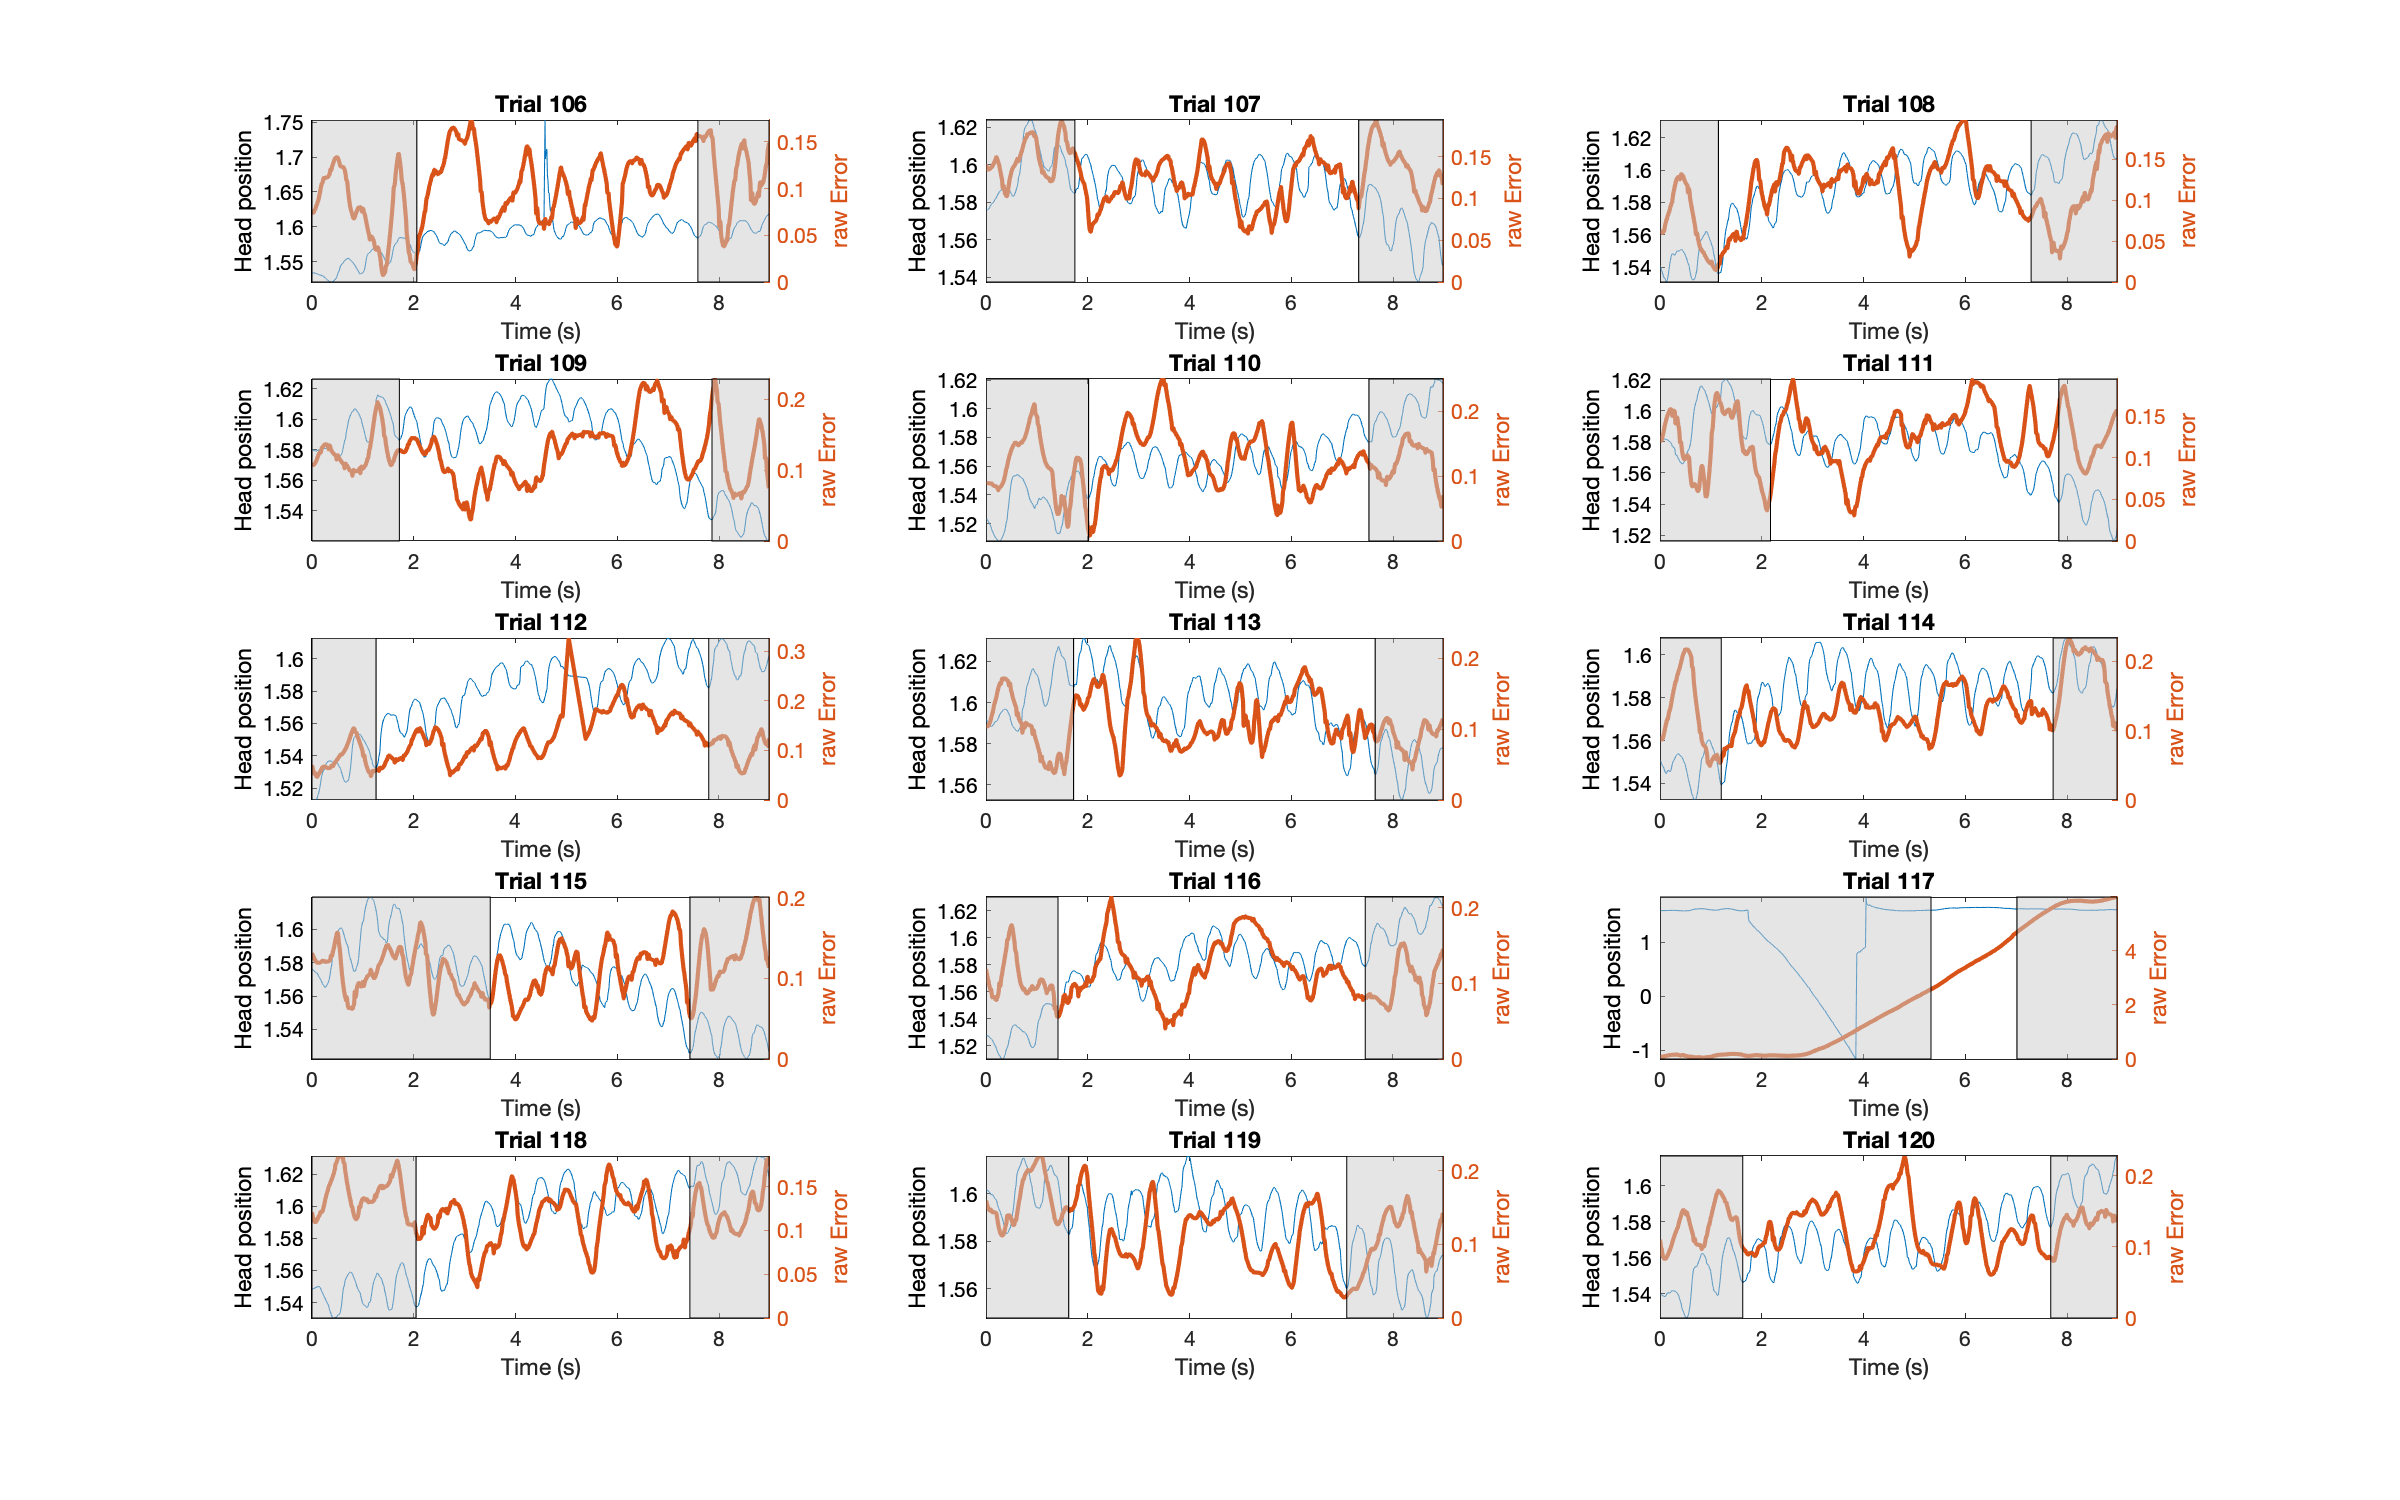 Trial 106
Head position
1.75
1.7
1.65
1.6
1.55
0.15
0.1
0.05
0
raw Error
0 2 4 6 8
Time (s)
Trial 107
Head position
1.62
1.6
1.58
1.56
1.54
0.15
0.1
0.05
0
raw Error
0 2 4 6 8
Time (s)
Trial 108
Head position
1.62
1.6
1.58
1.56
1.54
0.15
0.1
0.05
0
raw Error
0 2 4 6 8
Time (s)
Trial 109
Head position
1.62
1.6
1.58
1.56
1.54
0.2
0.1
0
raw Error
0 2 4 6 8
Time (s)
Trial 110
Head position
1.62
1.6
1.58
1.56
1.54
1.52
0.2
0.1
0
raw Error
0 2 4 6 8
Time (s)
Trial 111
Head position
1.62
1.6
1.58
1.56
1.54
1.52
0.15
0.1
0.05
0
raw Error
0 2 4 6 8
Time (s)
Trial 112
Head position
1.6
1.58
1.56
1.54
1.52
0.3
0.2
0.1
0
raw Error
0 2 4 6 8
Time (s)
Trial 113
Head position
1.62
1.6
1.58
1.56
0.2
0.1
0
raw Error
0 2 4 6 8
Time (s)
Trial 114
Head position
1.6
1.58
1.56
1.54
0.2
0.1
0
raw Error
0 2 4 6 8
Time (s)
Trial 115
Head position
1.6
1.58
1.56
1.54
0.2
0.1
0
raw Error
0 2 4 6 8
Time (s)
Trial 116
Head position
1.62
1.6
1.58
1.56
1.54
1.52
0.2
0.1
0
raw Error
0 2 4 6 8
Time (s)
Trial 117
Head position
1
0
-1
4
2
0
raw Error
0 2 4 6 8
Time (s)
Trial 118
Head position
1.62
1.6
1.58
1.56
1.54
0.15
0.1
0.05
0
raw Error
0 2 4 6 8
Time (s)
Trial 119
Head position
1.6
1.58
1.56
0.2
0.1
0
raw Error
0 2 4 6 8
Time (s)
Trial 120
Head position
1.6
1.58
1.56
1.54
0.2
0.1
0
raw Error
0 2 4 6 8
Time (s)